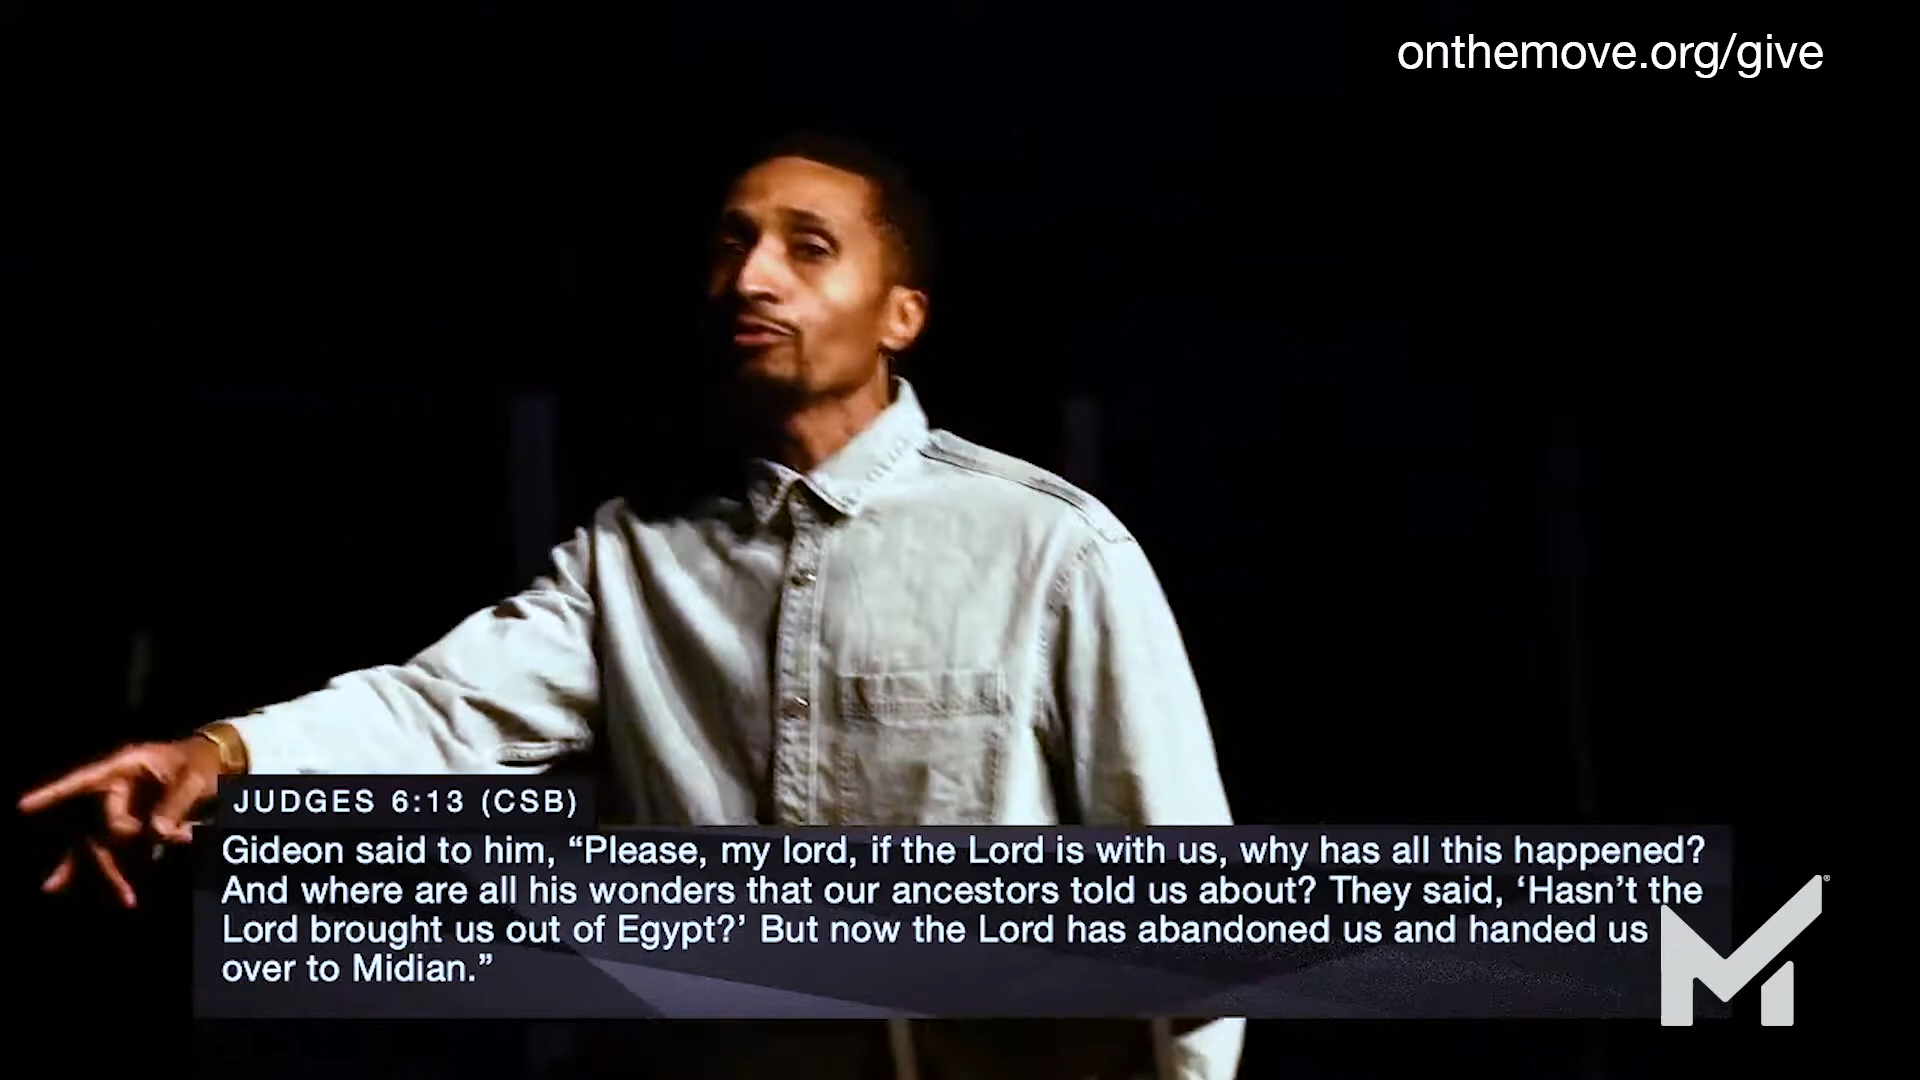 onthemove.org/give
JUDGES 6:13 (CSB)
Gideon said to him, “Please, my lord, if the Lord is with us, why has all this happened?
And where are all his wonders that our ancestors told us about? They said, ‘Hasn’t the
Lord brought us out of Egypt?’ But now the Lord has abandoned us and handed us
over to Midian.”
M®